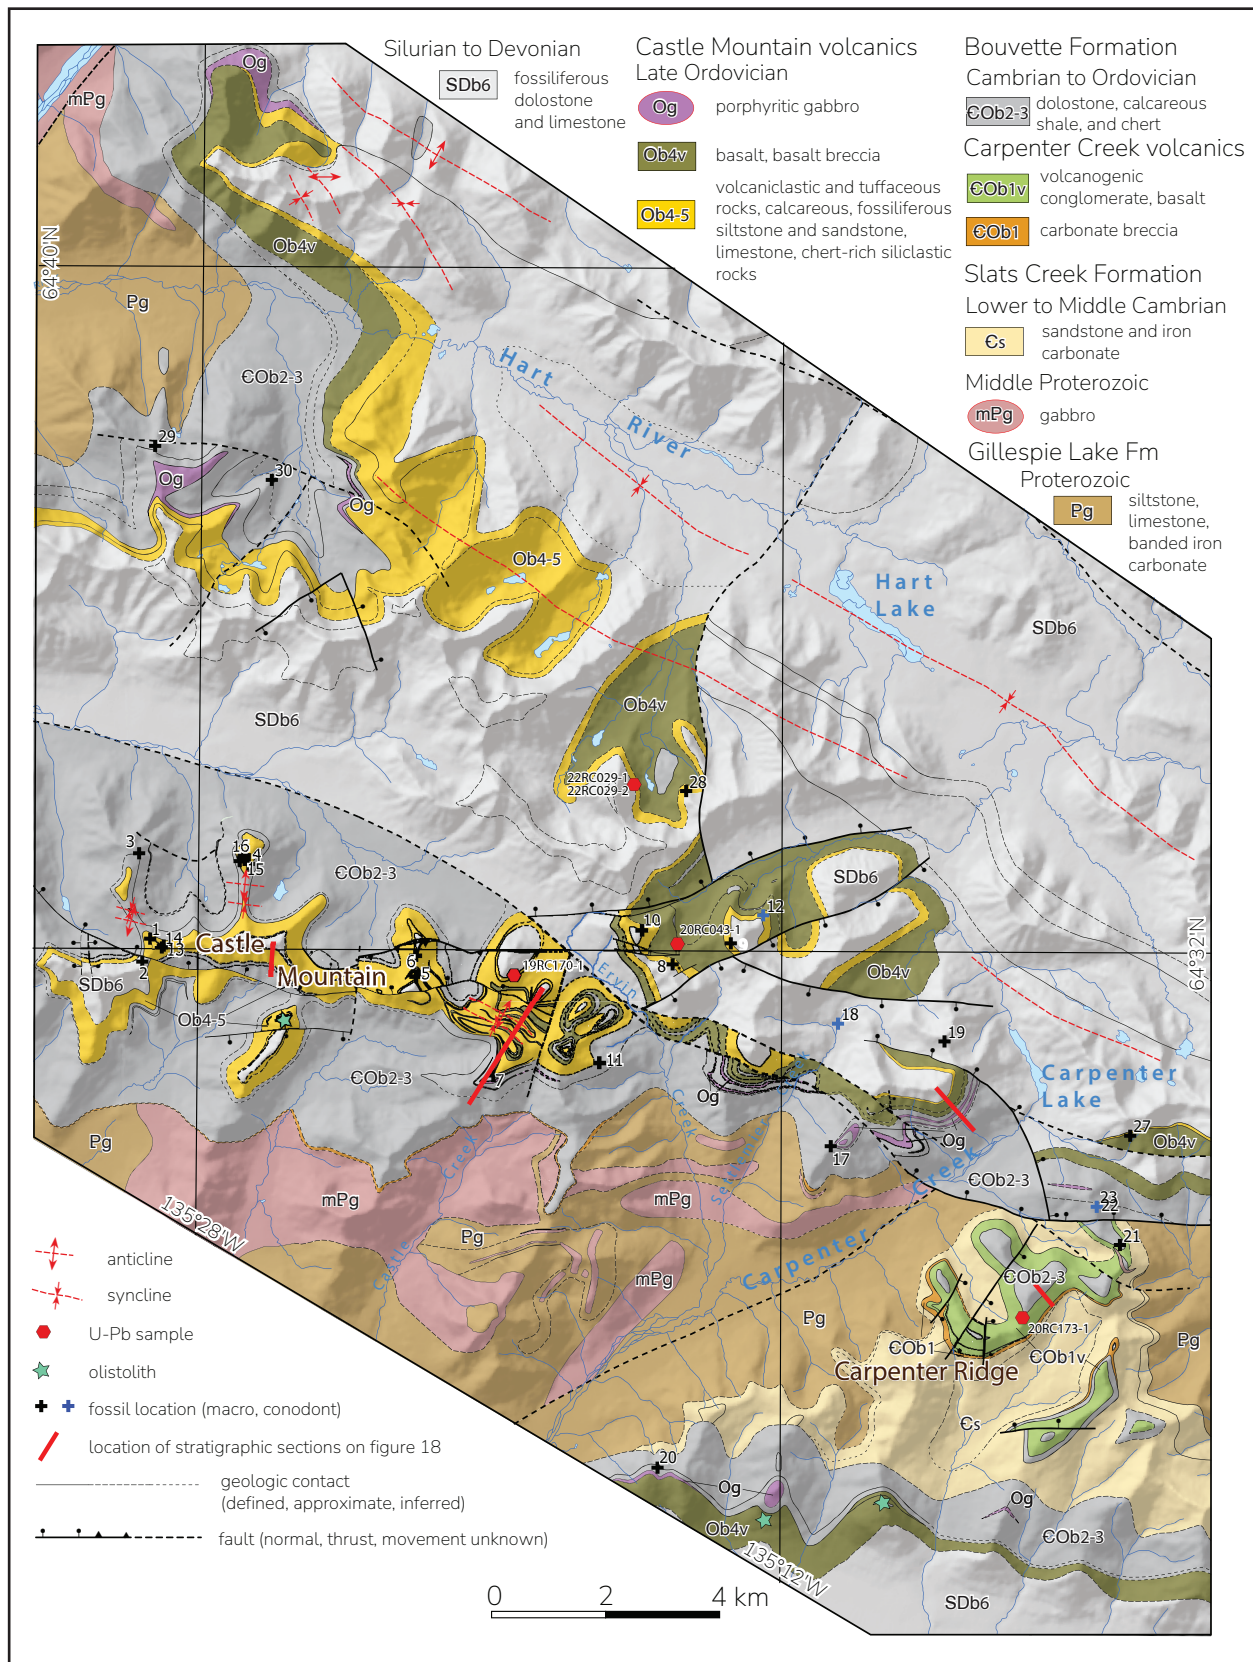 Silurian to Devonian
SDb6
fossiliferous
dolostone
and limestone
Castle Mountain volcanics
Late Ordovician
Og
porphyritic gabbro
Ob4v
basalt, basalt breccia
Ob4-5
volcaniclastic and tuffaceous
rocks, calcareous, fossiliferous
siltstone and sandstone,
limestone, chert-rich siliclastic
rocks
Bouvette Formation
Cambrian to Ordovician
ЄOb2-3
dolostone, calcareous
shale, and chert
Carpenter Creek volcanics
ЄOb1v
volcanogenic
conglomerate, basalt
ЄOb1
carbonate breccia
Slats Creek Formation
Lower to Middle Cambrian
Єs
sandstone and iron
carbonate
Middle Proterozoic
mPg
gabbro
Gillespie Lake Fm
Proterozoic
Pg
siltstone,
limestone,
banded iron
carbonate
Og
mPg
64°40'N
Ob4v
Pg
ЄOb2-3
Hart
River
29
30
Og
Og
Ob4-5
Hart
Lake
SDb6
SDb6
Ob4v
22RC029-1
22RC029-2
28
3
16
4
15
ЄOb2-3
SDb6
12
10
20RC043-1
1
14
13
Castle
2
Mountain
6
5
19RC170-1
8
Ervin
64°32'N
SDb6
Ob4v
Ob4-5
18
19
ЄOb2-3
7
11
Carpenter
Lake
Og
Creek
Settlemier
Creek
17
Og
27
Ob4v
Pg
Creek
ЄOb2-3
mPg
mPg
23
22
135°28'W
Pg
Carpenter
21
Castle
mPg
ЄOb2-3
Pg
20RC173-1
Pg
ЄOb1
ЄOb1v
Carpenter Ridge
Єs
20
Og
Og
Ob4v
ЄOb2-3
135°12'W
SDb6
anticline
syncline
U-Pb sample
olistolith
fossil location (macro, conodont)
location of stratigraphic sections on figure 18
geologic contact
(defined, approximate, inferred)
fault (normal, thrust, movement unknown)
0 2 4 km